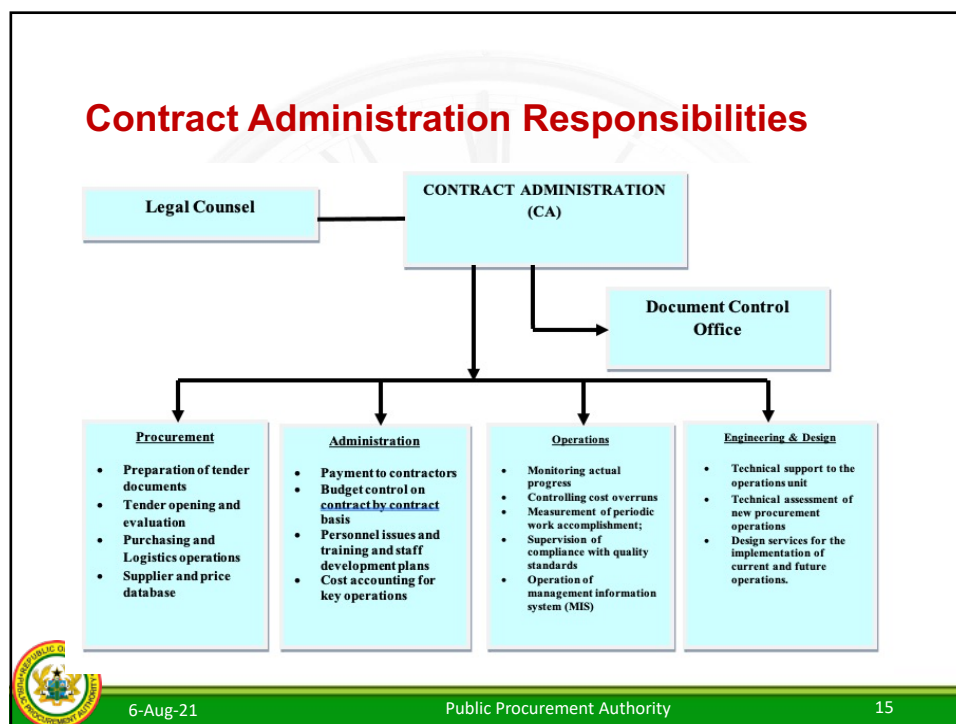 Contract Administration Responsibilities
Legal Counsel
CONTRACT ADMINISTRATION
(CA)
Document Control
Office
Procurement
• Preparation of tender
documents
• Tender opening and
evaluation
• Purchasing and
Logistics operations
• Supplier and price
database
Administration
• Payment to contractors
• Budget control on
contract by contract
basis
• Personnel issues and
training and staff
development plans
• Cost accounting for
key operations
Operations
• Monitoring actual
progress
• Controlling cost overruns
• Measurement of periodic
work accomplishment;
• Supervision of
compliance with quality
standards
• Operation of
management information
system (MIS)
Engineering & Design
• Technical support to the
operations unit
• Technical assessment of
new procurement
operations
• Design services for the
implementation of
current and future
operations.
6-Aug-21
Public Procurement Authority
15